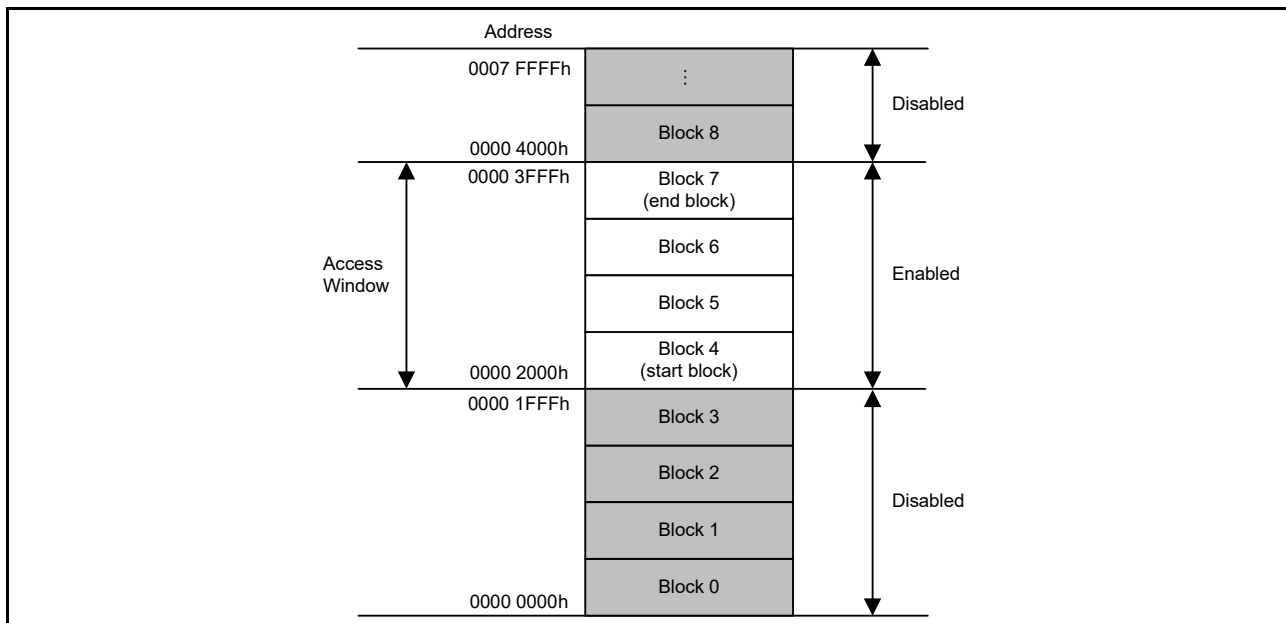 Address
0007 FFFFh
⋮
Disabled
Block 8
0000 4000h
0000 3FFFh
Block 7
(end block)
Block 6
Access
Window
Enabled
Block 5
Block 4
(start block)
0000 2000h
0000 1FFFh
Block 3
Block 2
Disabled
Block 1
Block 0
0000 0000h